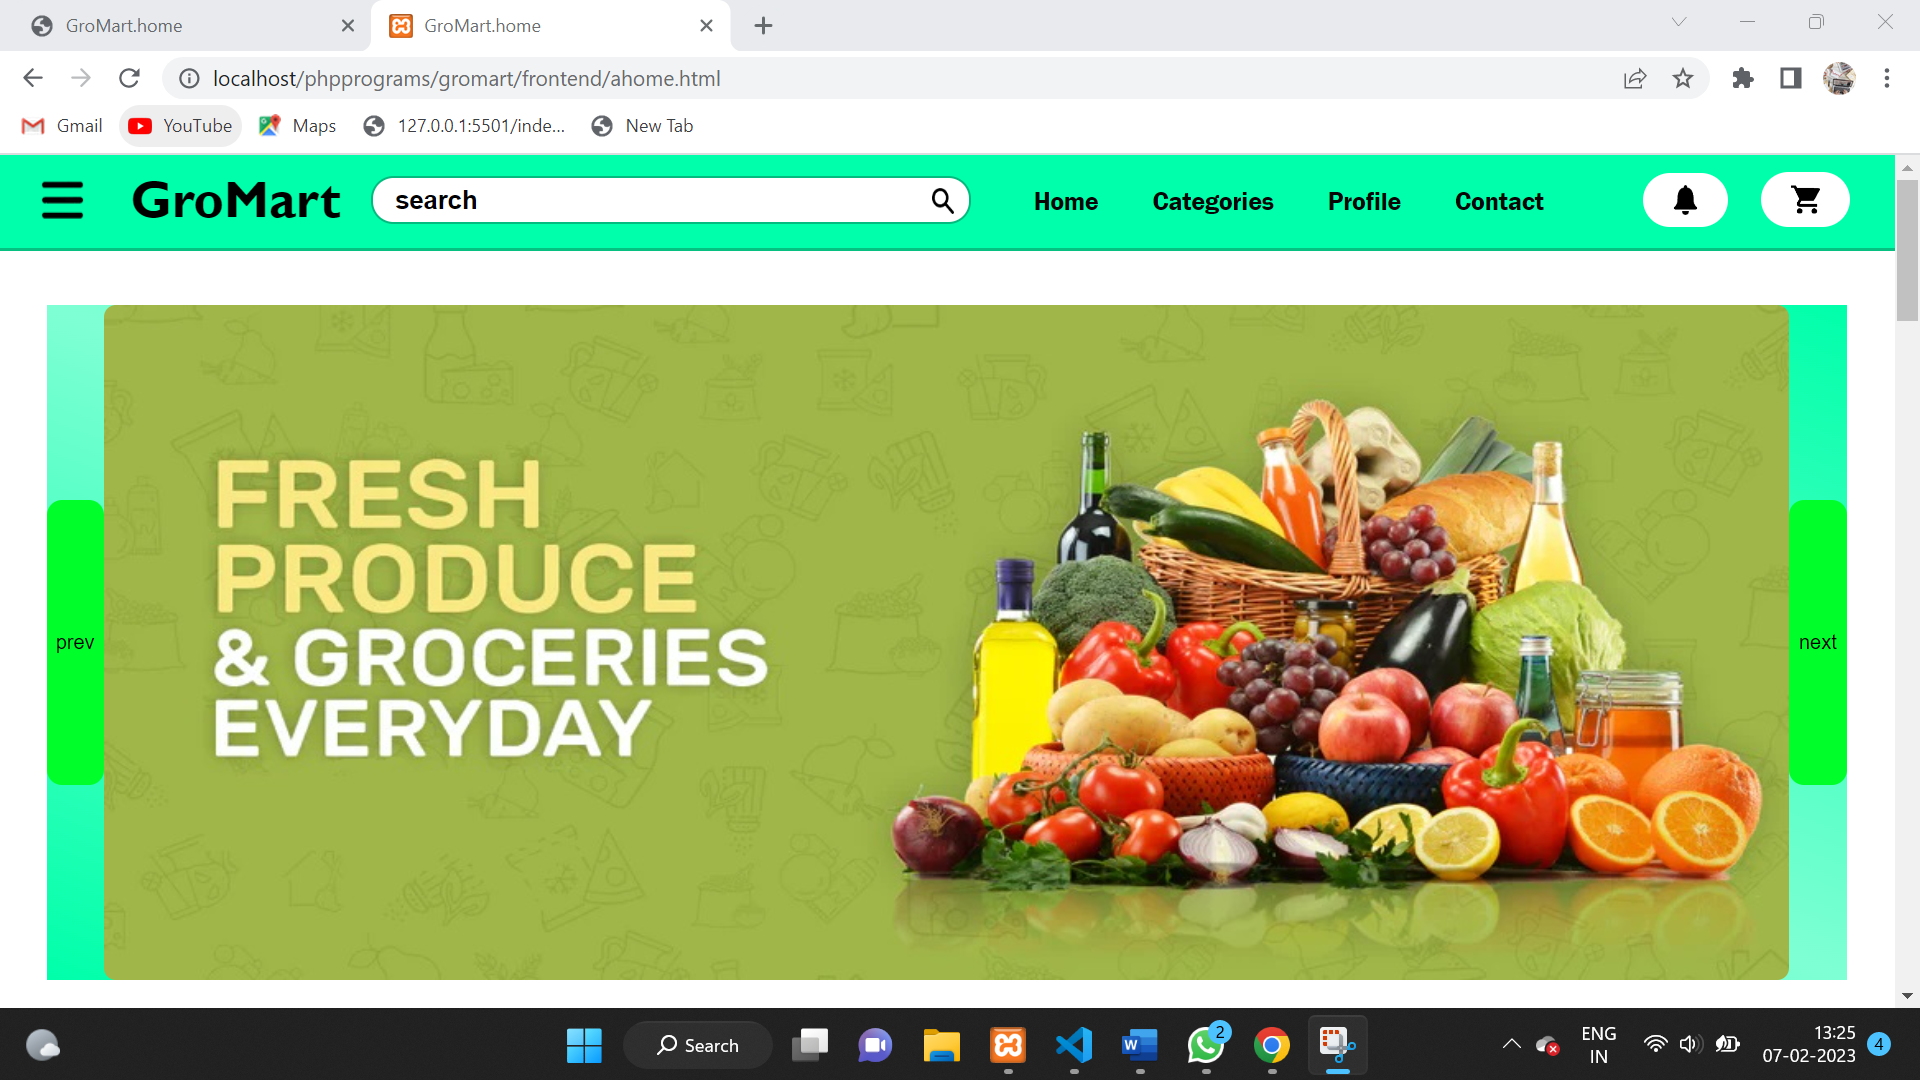 GroMart.home
GroMart.home
localhost/phpprograms/gromart/frontend/ahome.html
Gmail
YouTube
Maps
127.0.0.1:5501/inde...
New Tab
GroMart
search
Home
Categories
Profile
Contact
FRESH
PRODUCE
& GROCERIES
EVERYDAY
prev
next
Search
W
2
ENG
IN
13:25
07-02-2023
4